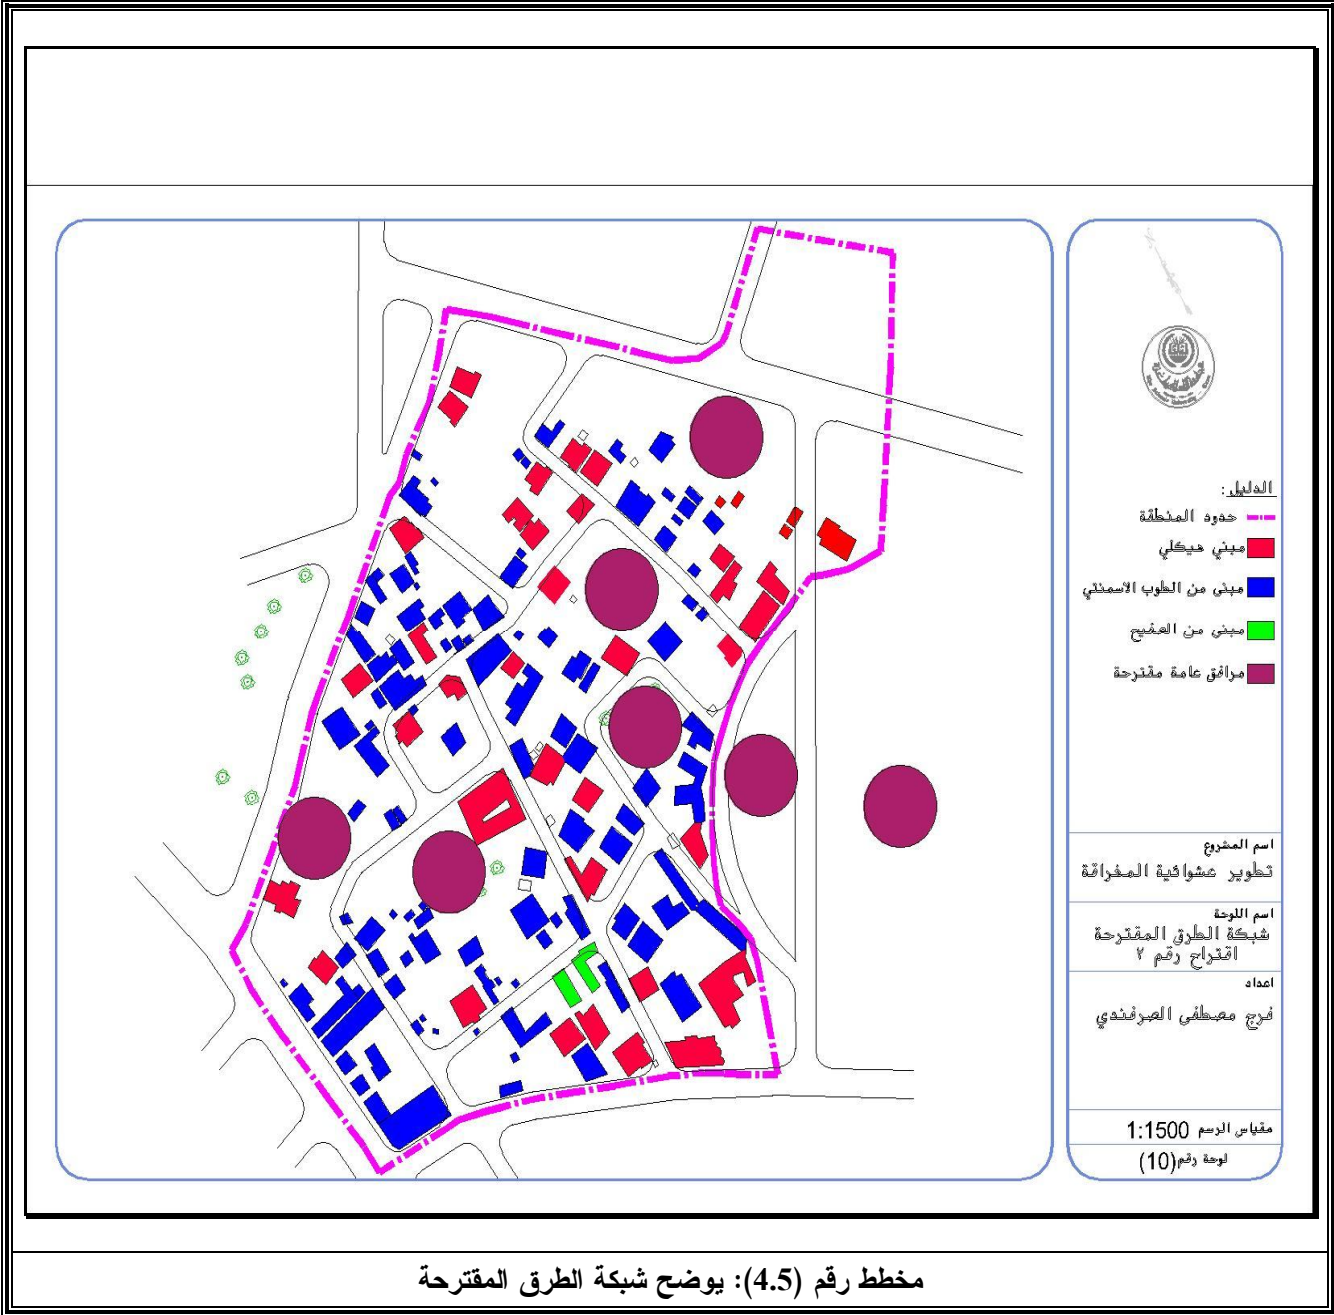 الدليل:
حدود المنطقة
مبني هيكلي
مبنى من الطوب الاسمنتي
مبنى من الصفيح
مرافق عامة مقترحة
اسم المشروع
تطوير عشوائية المغراقة
اسم اللوحة
شبكة الطرق المقترحة
اقتراح رقم ٢
اعداد
فرج مصطفى الصرفندي
مقياس الرسم 1:1500
لوحة رقم(10)
مخطط رقم (4.5): يوضح شبكة الطرق المقترحة